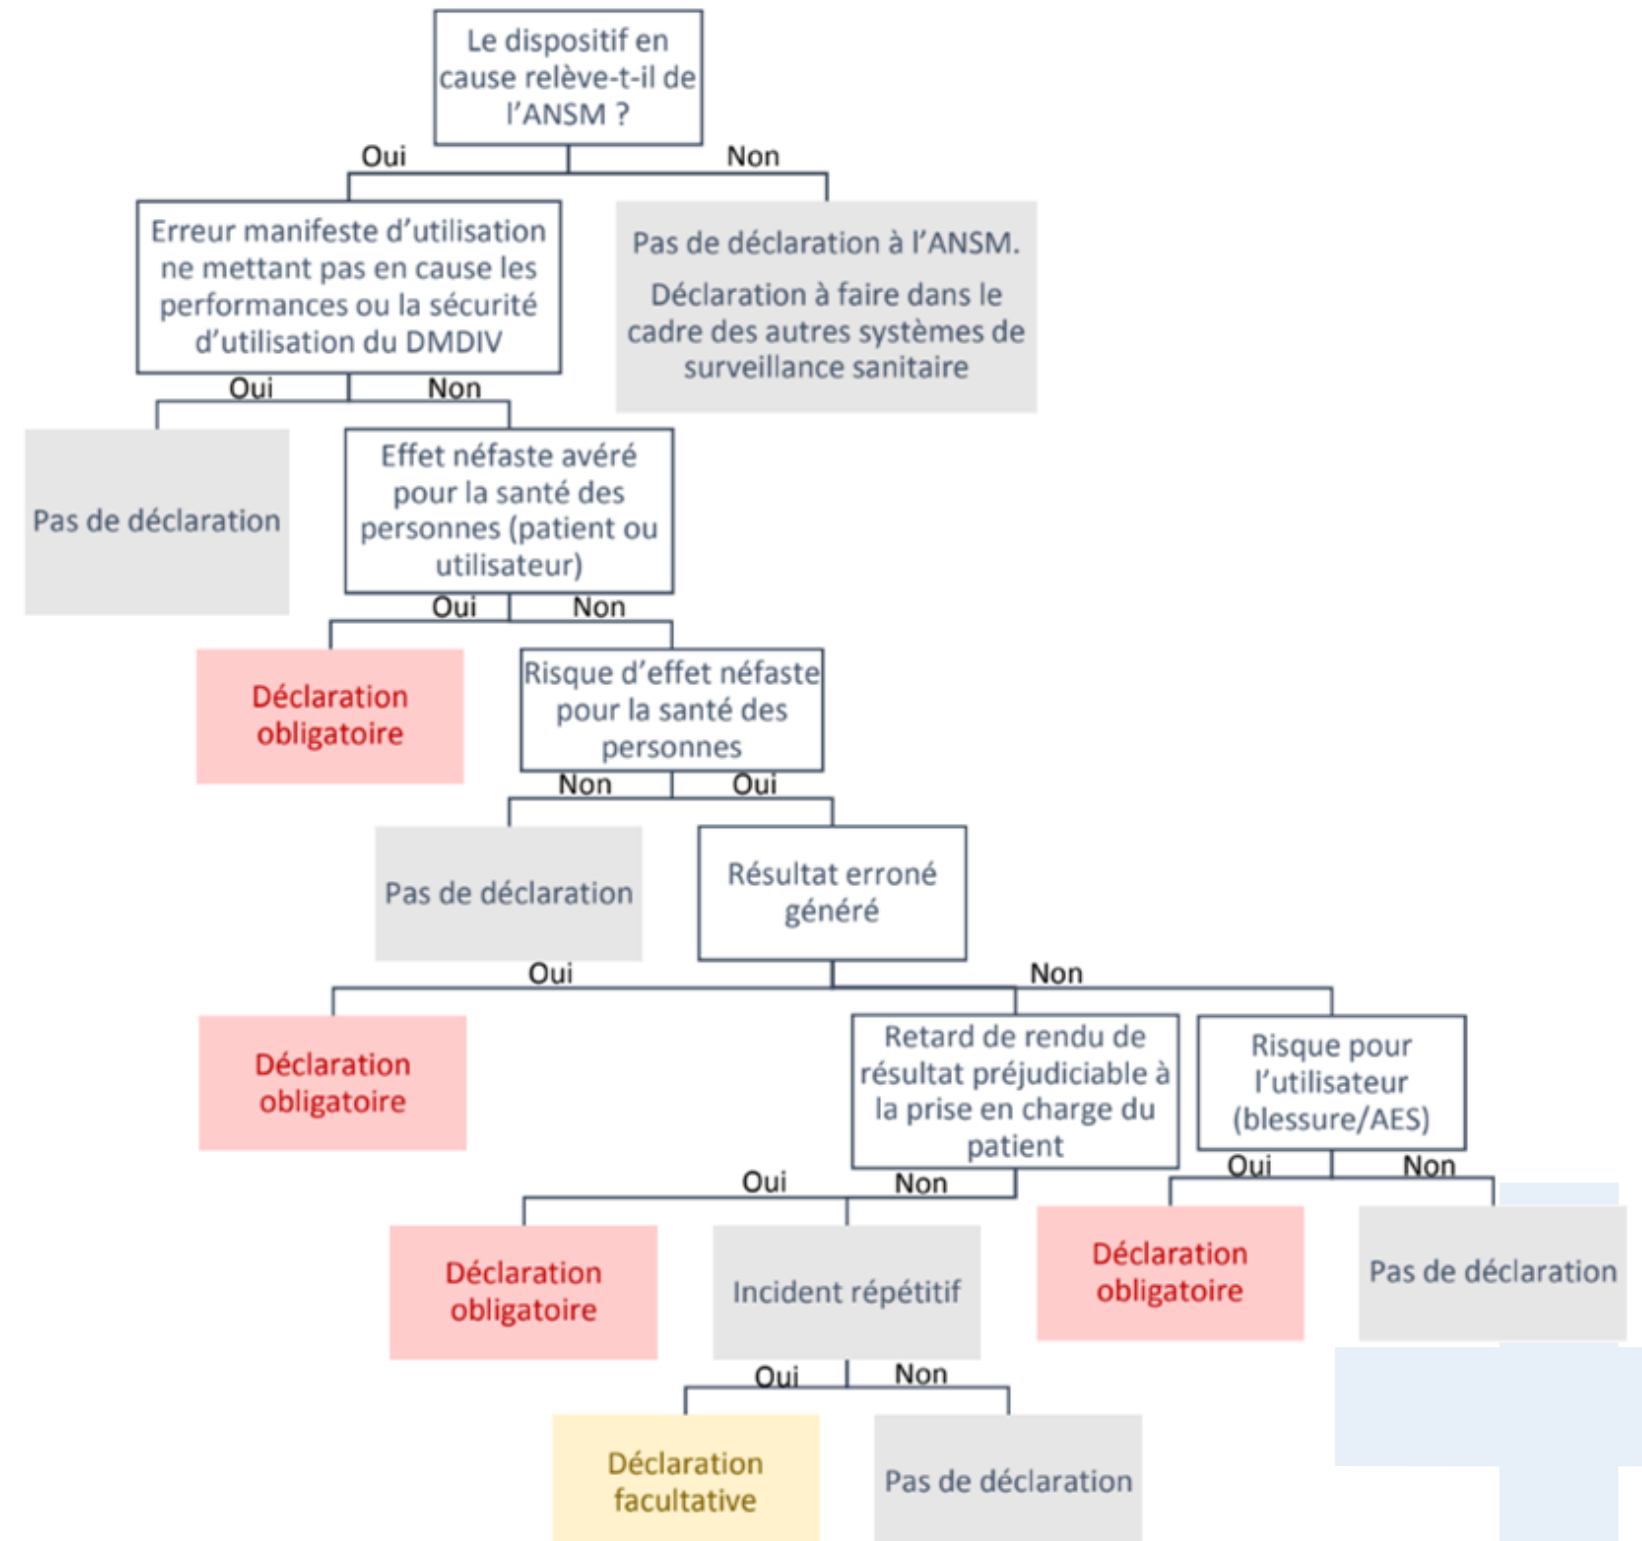 Le dispositif en
cause relève-t-il de
l'ANSM ?
Oui
Non
Erreur manifeste d'utilisation
ne mettant pas en cause les
performances ou la sécurité
d'utilisation du DMDIV
Pas de déclaration à l'ANSM.
Déclaration à faire dans le
cadre des autres systèmes de
surveillance sanitaire
Oui
Non
Pas de déclaration
Effet néfaste avéré
pour la santé des
personnes (patient ou
utilisateur)
Oui
Non
Déclaration
obligatoire
Risque d'effet néfaste
pour la santé des
personnes
Non
Oui
Pas de déclaration
Résultat erroné
généré
Oui
Non
Déclaration
obligatoire
Retard de rendu de
résultat préjudiciable à
la prise en charge du
patient
Risque pour
l'utilisateur
(blessure/AES)
Oui
Non
Oui
Non
Déclaration
obligatoire
Incident répétitif
Déclaration
obligatoire
Pas de déclaration
Oui
Non
Déclaration
facultative
Pas de déclaration